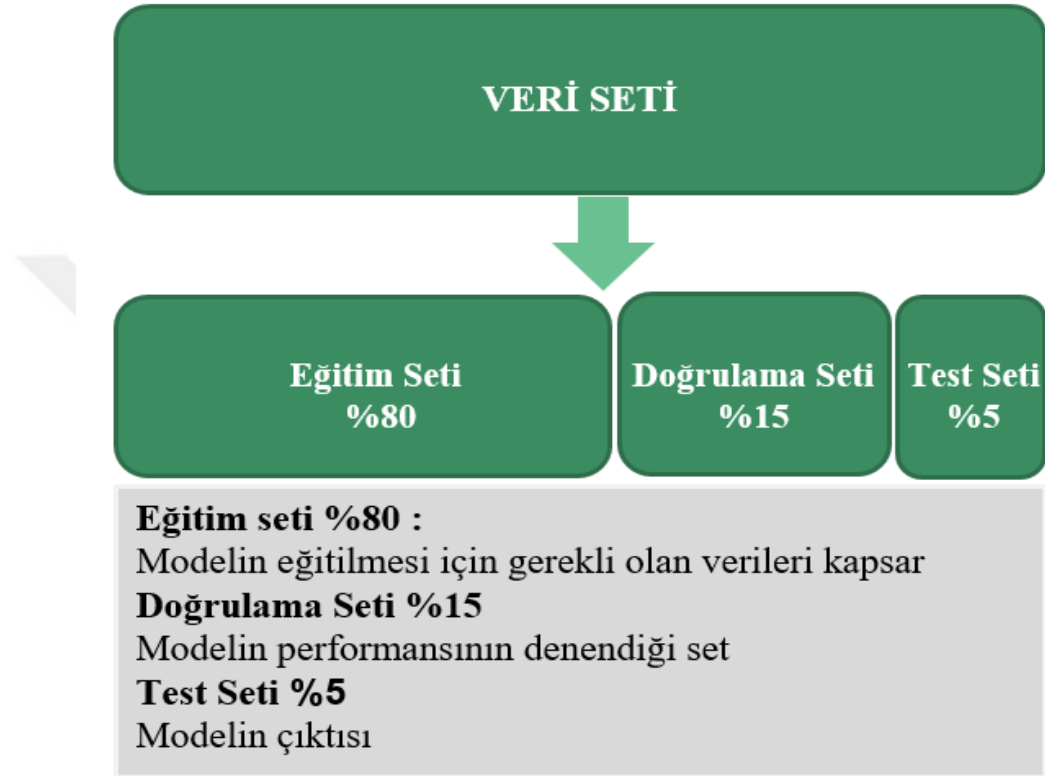 VERİ SETİ
Eğitim Seti
%80
Doğrulama Seti
%15
Test Seti
%5
Eğitim seti %80 :
Modelin eğitilmesi için gerekli olan verileri kapsar
Doğrulama Seti %15
Modelin performansının denendiği set
Test Seti %5
Modelin çıktısı